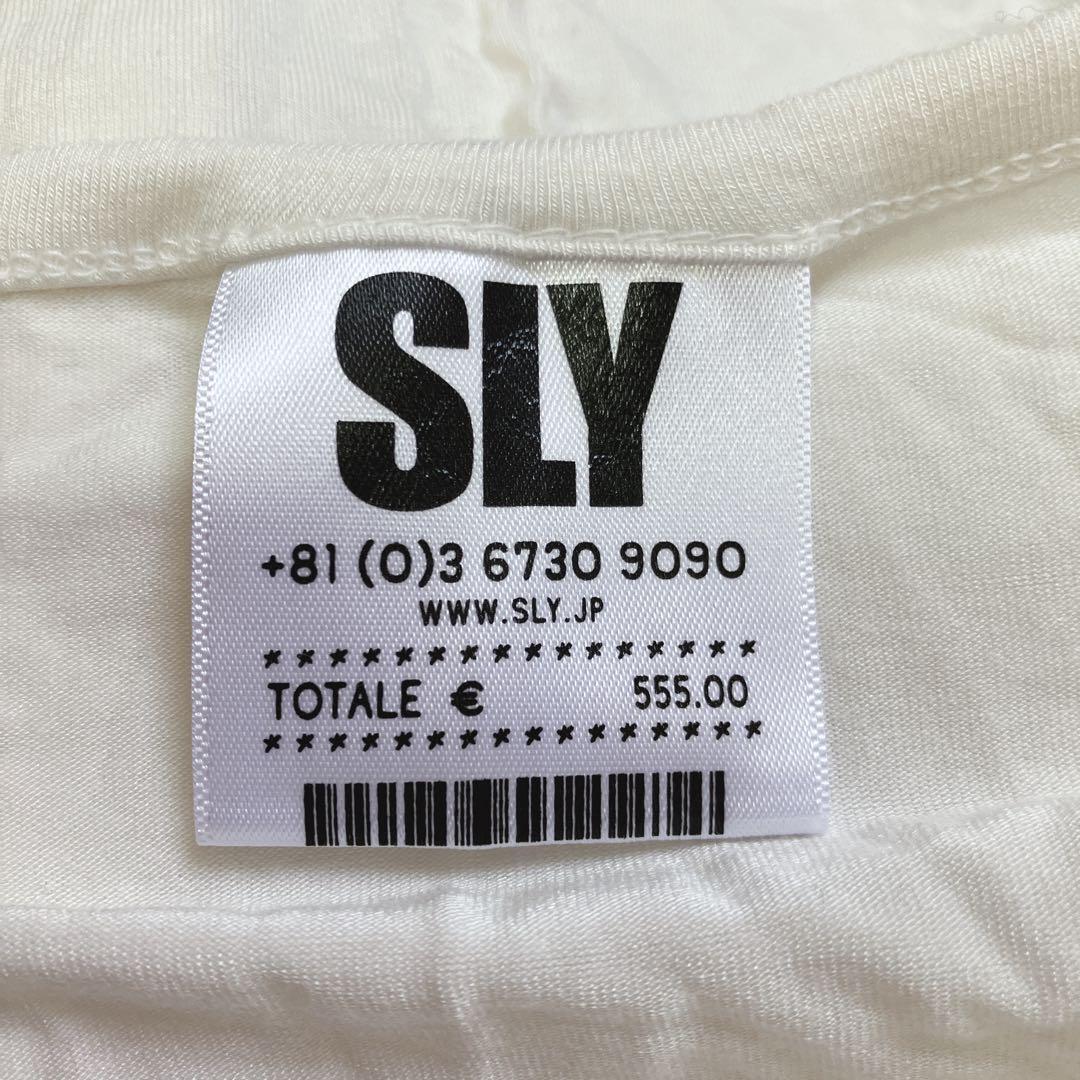 SLY
+81 (0)3 6730 9090
WWW.SLY.JP
* * * * * * * * * * * * * * *
TOTALE € 555.00
* * * * * * * * * * * * * * *